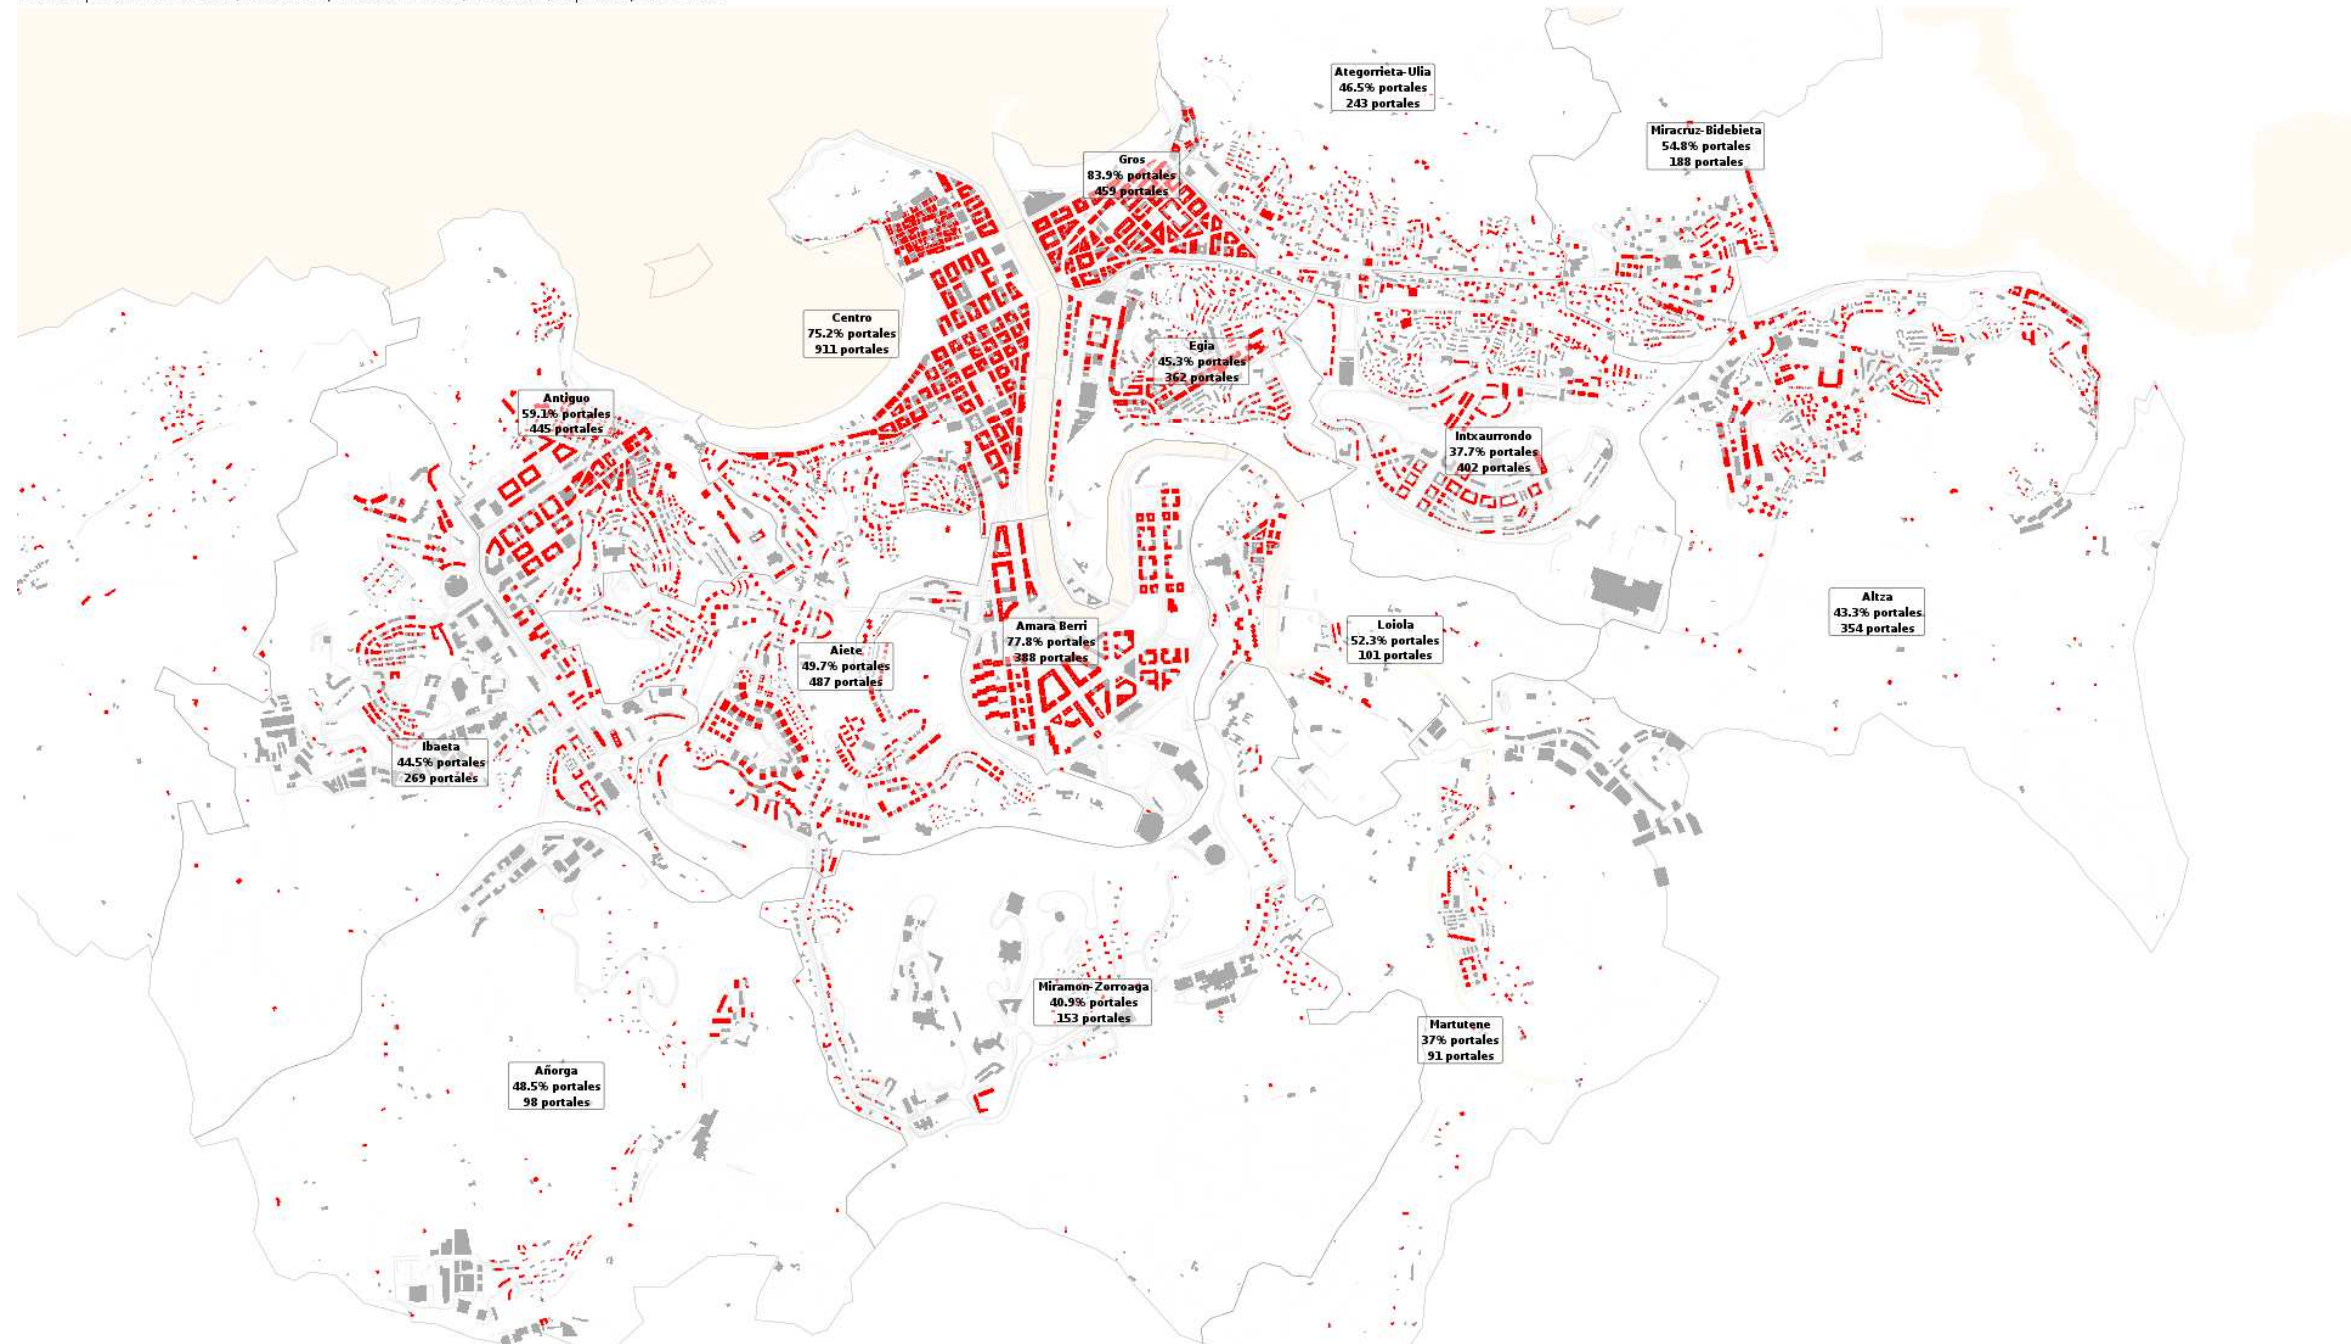 Ategorrieta-Ulia
46.5% portales
243 portales
Miracruz-Bidebieta
54.8% portales
188 portales
Gros
83.9% portales
459 portales
Centro
75.2% portales
911 portales
Egia
45.3% portales
362 portales
Antiguo
59.1% portales
445 portales
Intxaurrondo
37.7% portales
402 portales
Altza
43.3% portales
354 portales
Amara Berri
77.8% portales
388 portales
Loiola
52.3% portales
101 portales
Aiete
49.7% portales
487 portales
Ibaeta
44.5% portales
269 portales
Miramon-Zorroaga
40.9% portales
153 portales
Martutene
37% portales
91 portales
Añorga
48.5% portales
98 portales